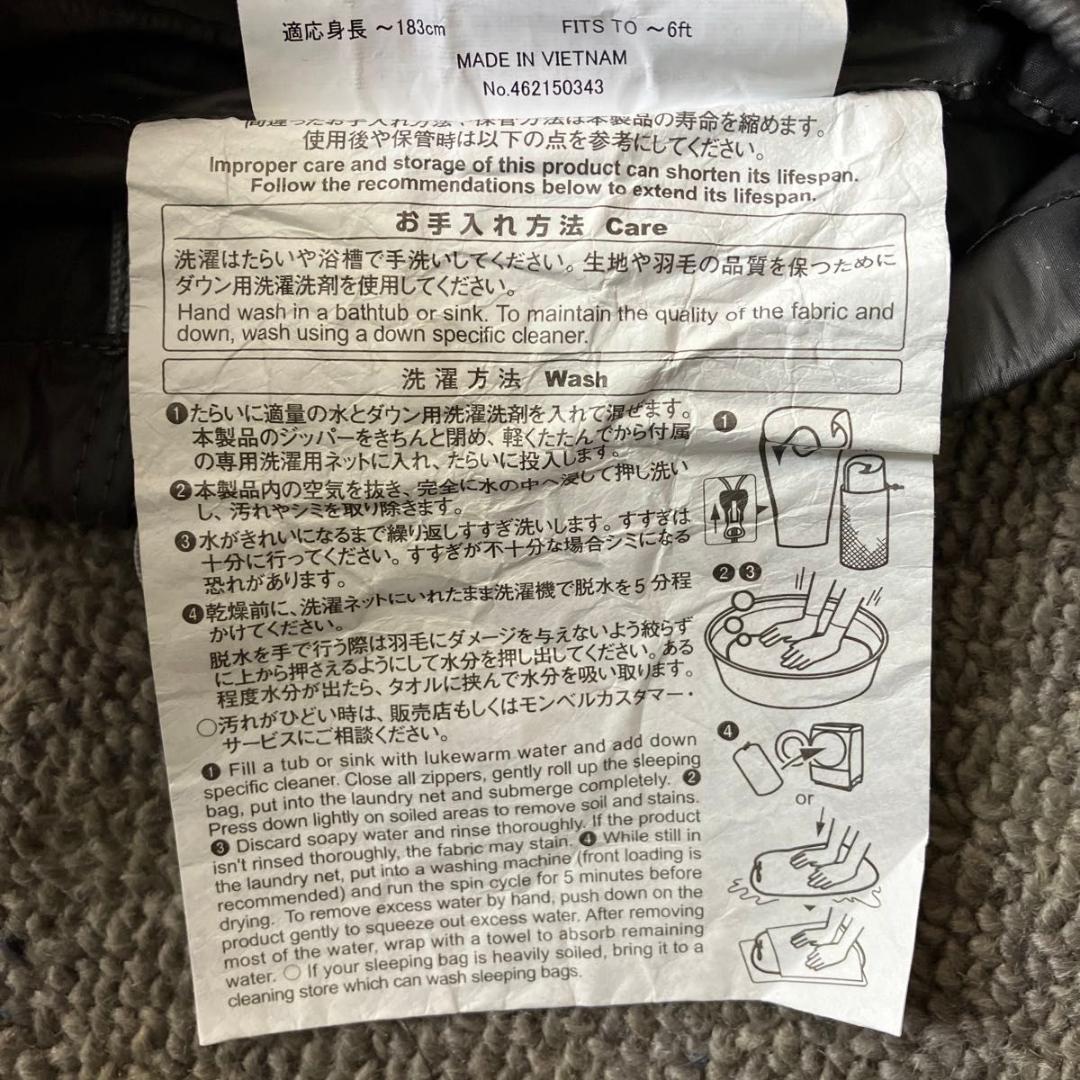 適応身長 ～183cm FITS TO ～6ft
MADE IN VIETNAM
No.462150343
間違ったお手入れ方法、保管方法は本製品の寿命を縮めます。
使用後や保管時は以下の点を参考にしてください。
Improper care and storage of this product can shorten its lifespan.
Follow the recommendations below to extend its lifespan.
お手入れ方法 Care
洗濯はたらいや浴槽で手洗いしてください。生地や羽毛の品質を保つために
ダウン用洗濯洗剤を使用してください。
Hand wash in a bathtub or sink. To maintain the quality of the fabric and
down, wash using a down specific cleaner.
洗濯方法 Wash
❶たらいに適量の水とダウン用洗濯洗剤を入れて混ぜます。
本製品のジッパーをきちんと閉め、軽くたたんでから付属
の専用洗濯用ネットに入れ、たらいに投入します。
❷本製品内の空気を抜き、完全に水の中へ浸して押し洗い
し、汚れやシミを取り除きます。
❸水がきれいになるまで繰り返しすすぎ洗いします。すすぎは
十分に行ってください。すすぎが不十分な場合シミになる
恐れがあります。
❹乾燥前に、洗濯ネットにいれたまま洗濯機で脱水を5分程
かけてください。
脱水を手で行う際は羽毛にダメージを与えないよう絞らず
に上から押さえるようにして水分を押し出してください。ある
程度水分が出たら、タオルに挟んで水分を吸い取ります。
○汚れがひどい時は、販売店もしくはモンベルカスタマー・
サービスにご相談ください。
❶ Fill a tub or sink with lukewarm water and add down
specific cleaner. Close all zippers, gently roll up the sleeping
bag, put into the laundry net and submerge completely. ❷
Press down lightly on soiled areas to remove soil and stains.
❸ Discard soapy water and rinse thoroughly. If the product
isn't rinsed thoroughly, the fabric may stain. ❹ While still in
the laundry net, put into a washing machine (front loading is
recommended) and run the spin cycle for 5 minutes before
drying. To remove excess water by hand, push down on the
product gently to squeeze out excess water. After removing
most of the water, wrap with a towel to absorb remaining
water. ○ If your sleeping bag is heavily soiled, bring it to a
cleaning store which can wash sleeping bags.
❶
❷❸
❹
or